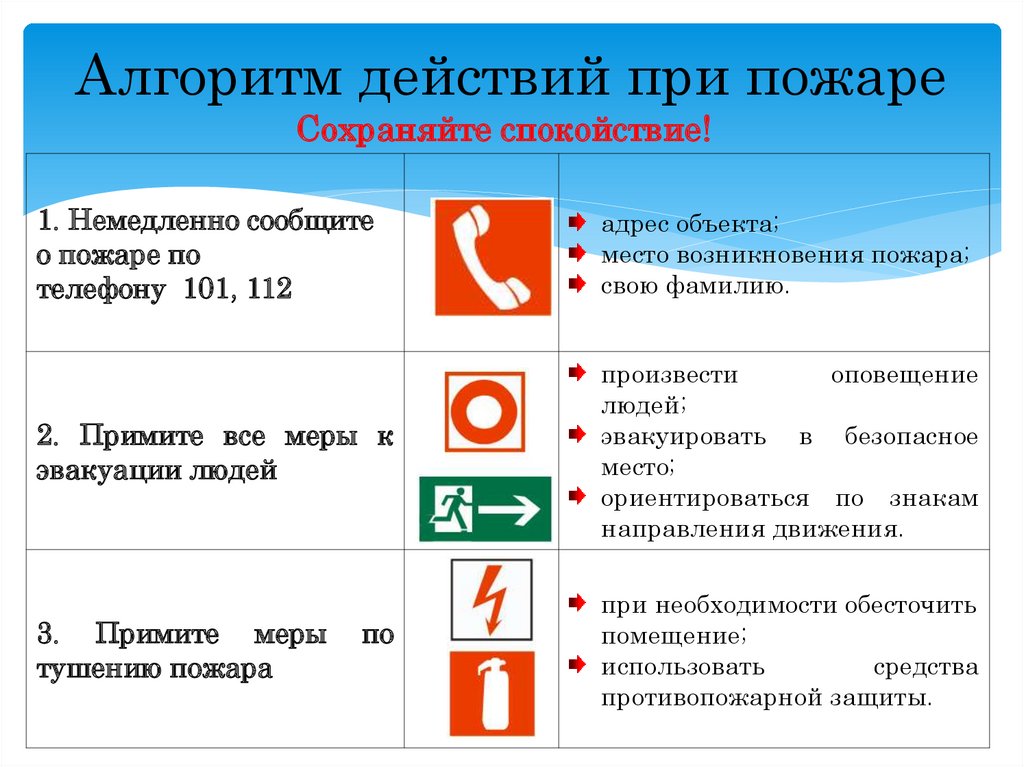 Алгоритм действий при пожаре
Сохраняйте спокойствие!
1. Немедленно сообщите
о пожаре по
телефону 101, 112
адрес объекта;
место возникновения пожара;
свою фамилию.
2. Примите все меры к
эвакуации людей
произвести оповещение
людей;
эвакуировать в безопасное
место;
ориентироваться по знакам
направления движения.
3. Примите меры по
тушению пожара
при необходимости обесточить
помещение;
использовать средства
противопожарной защиты.